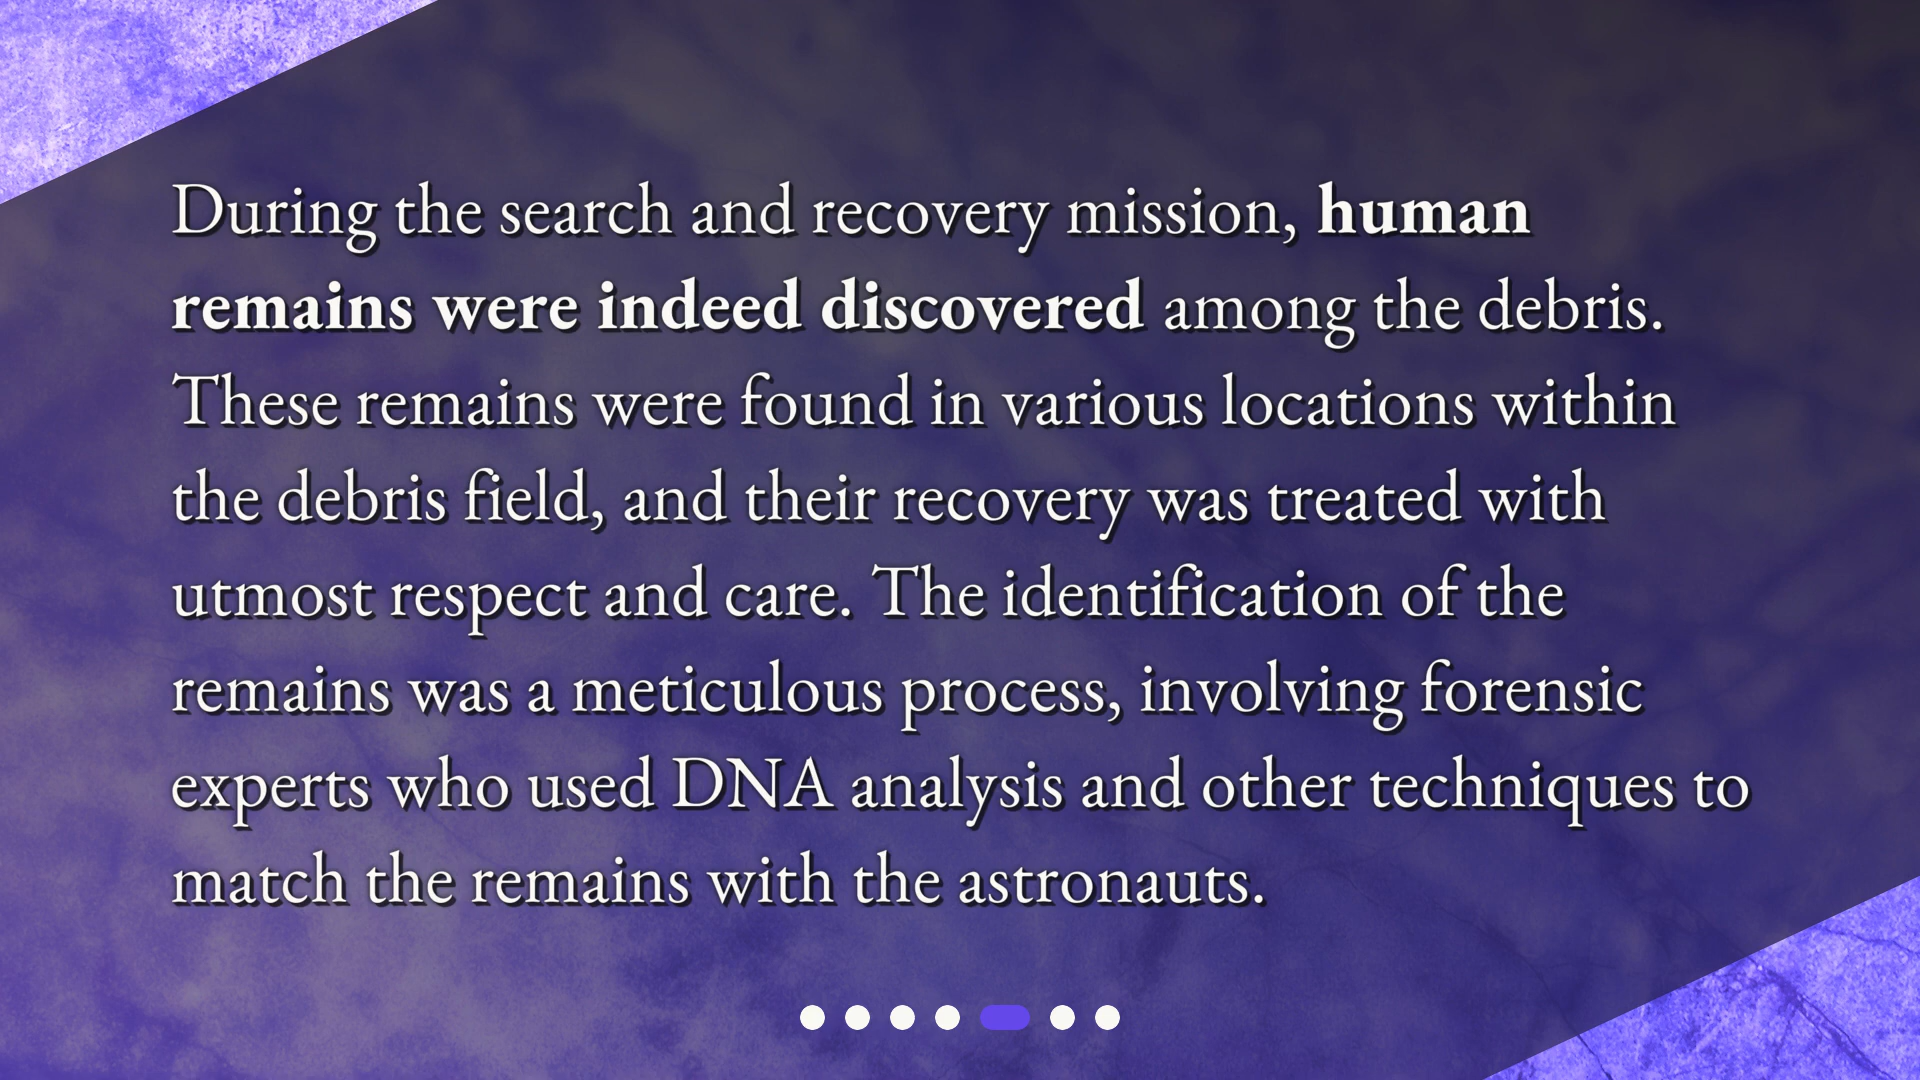 During the search and recovery mission, human
remains were indeed discovered among the debris.
These remains were found in various locations within
the debris field, and their recovery was treated with
utmost respect and care. The identification of the
remains was a meticulous process, involving forensic
experts who used DNA analysis and other techniques to
match the remains with the astronauts.